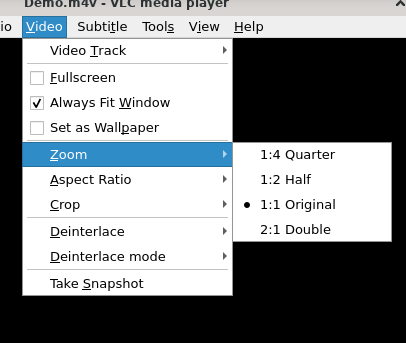 Demo.m4v - VLC media player
io Video Subtitle Tools View Help
Video Track
Fullscreen
Always Fit Window
Set as Wallpaper
Zoom
Aspect Ratio
Crop
Deinterlace
Deinterlace mode
Take Snapshot
1:4 Quarter
1:2 Half
1:1 Original
2:1 Double